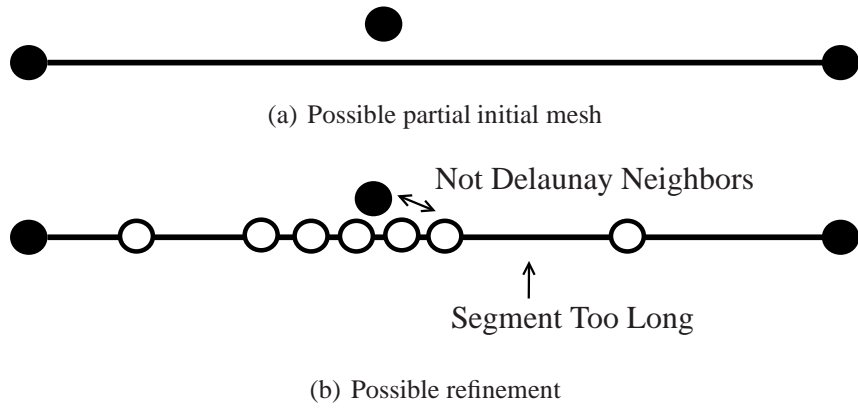 (a) Possible partial initial mesh
Not Delaunay Neighbors
Segment Too Long
(b) Possible refinement